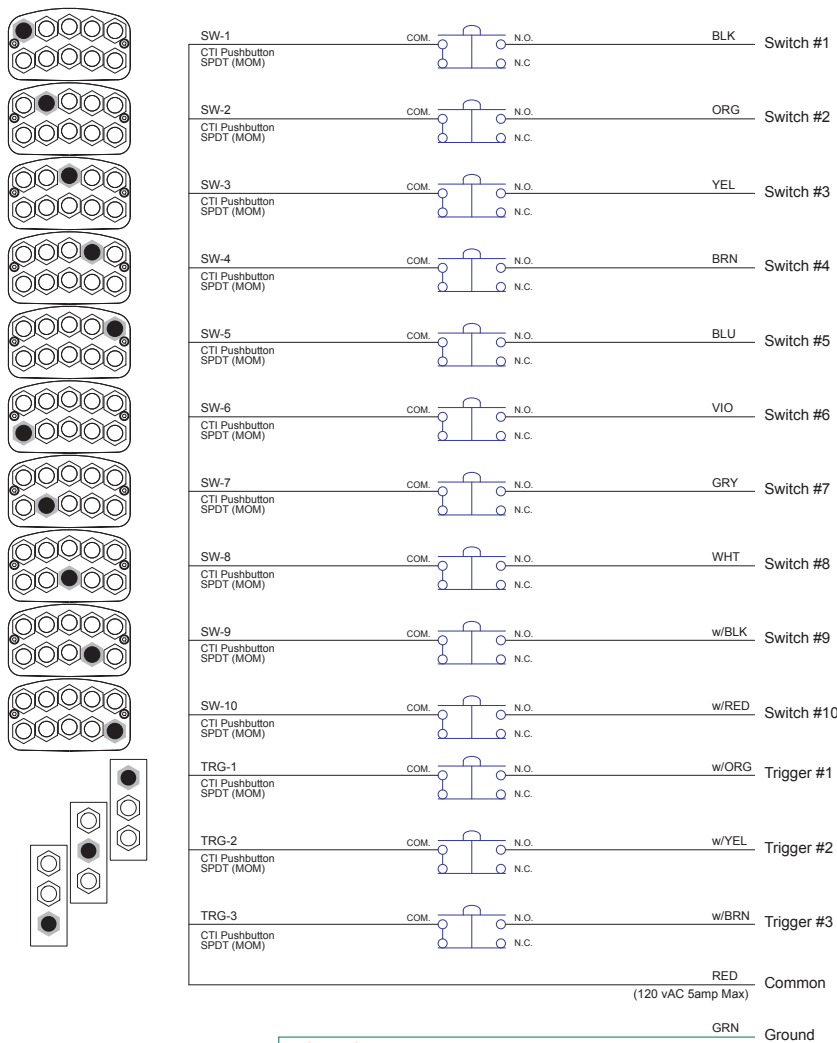 SW-1 COM. N.O. BLK Switch #1
CTI Pushbutton N.C
SPDT (MOM)
SW-2 COM. N.O. ORG Switch #2
CTI Pushbutton N.C.
SPDT (MOM)
SW-3 COM. N.O. YEL Switch #3
CTI Pushbutton N.C.
SPDT (MOM)
SW-4 COM. N.O. BRN Switch #4
CTI Pushbutton N.C.
SPDT (MOM)
SW-5 COM. N.O. BLU Switch #5
CTI Pushbutton N.C.
SPDT (MOM)
SW-6 COM. N.O. VIO Switch #6
CTI Pushbutton N.C.
SPDT (MOM)
SW-7 COM. N.O. GRY Switch #7
CTI Pushbutton N.C.
SPDT (MOM)
SW-8 COM. N.O. WHT Switch #8
CTI Pushbutton N.C.
SPDT (MOM)
SW-9 COM. N.O. w/BLK Switch #9
CTI Pushbutton N.C.
SPDT (MOM)
SW-10 COM. N.O. w/RED Switch #10
CTI Pushbutton N.C.
SPDT (MOM)
TRG-1 COM. N.O. w/ORG Trigger #1
CTI Pushbutton N.C.
SPDT (MOM)
TRG-2 COM. N.O. w/YEL Trigger #2
CTI Pushbutton N.C.
SPDT (MOM)
TRG-3 COM. N.O. w/BRN Trigger #3
CTI Pushbutton N.C.
SPDT (MOM)
RED Common
(120 vAC 5amp Max)
GRN Ground